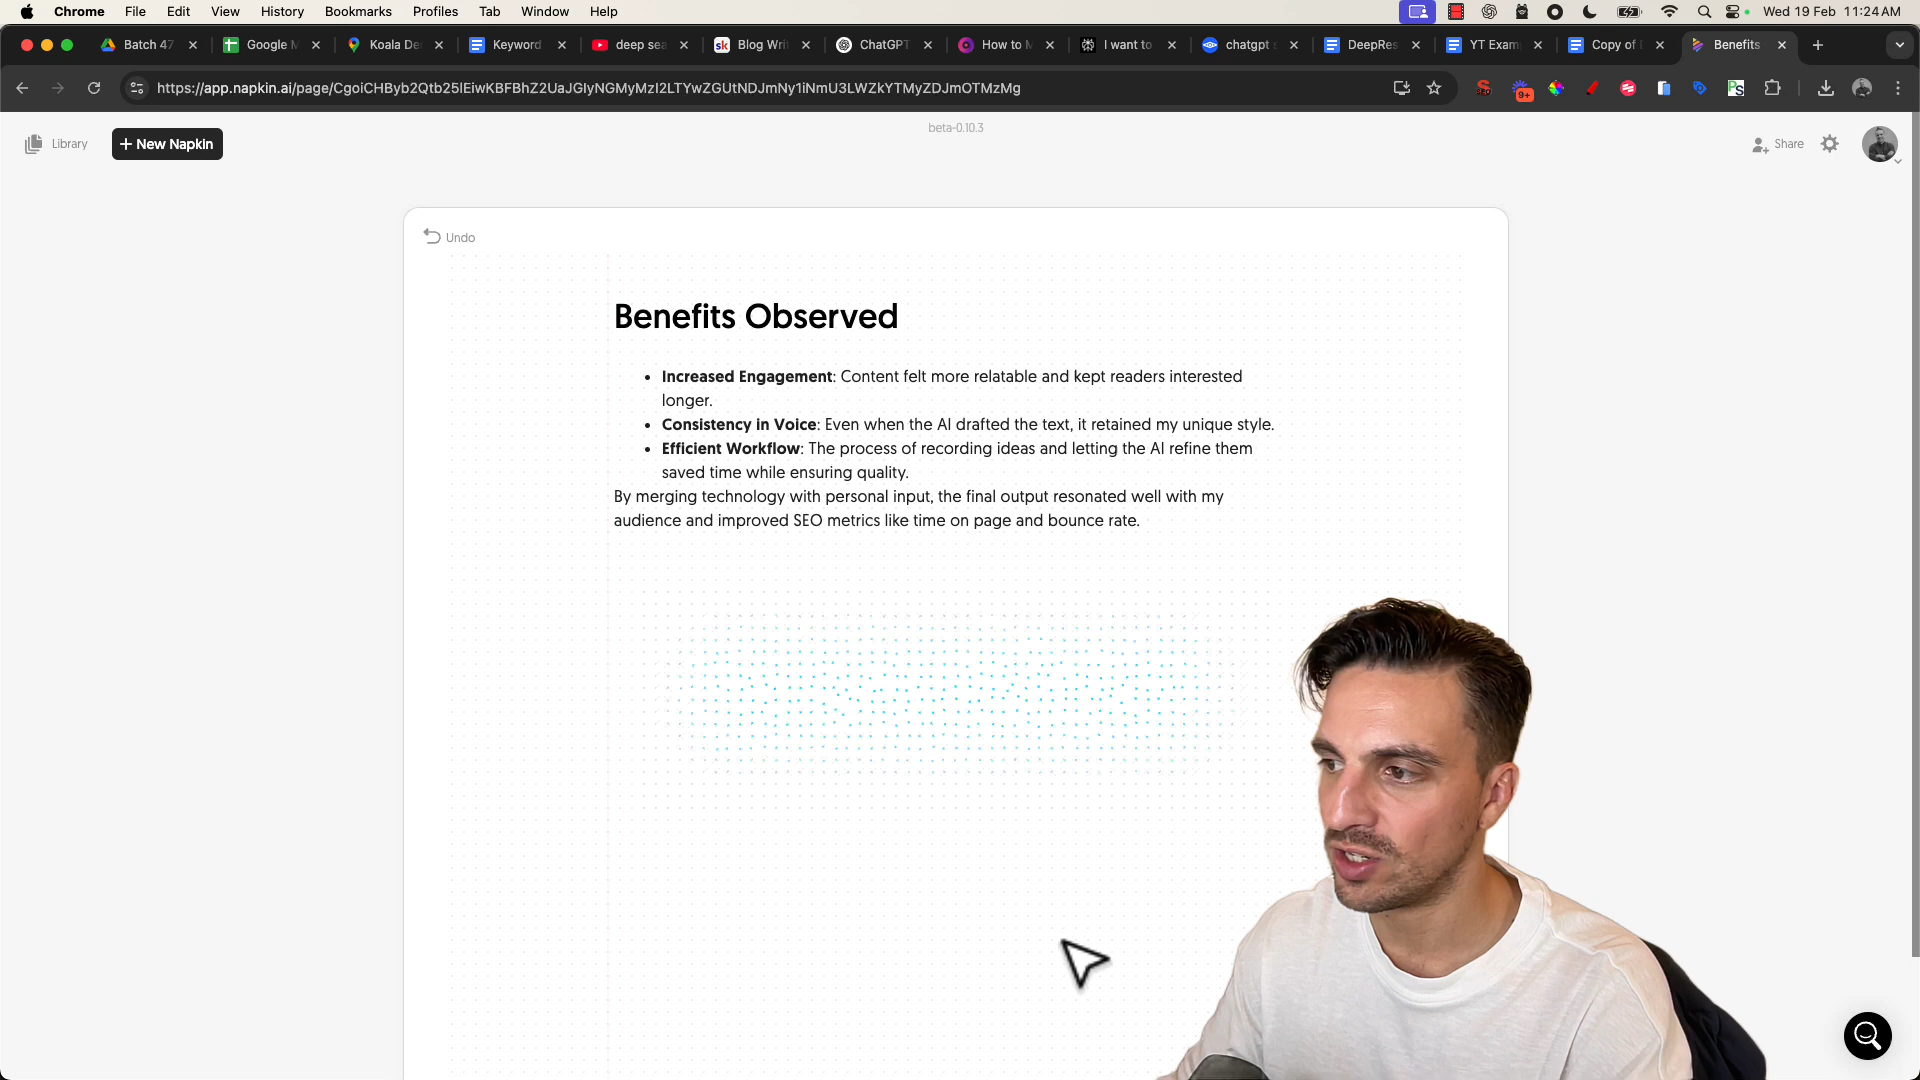 Chrome File Edit View History Bookmarks Profiles Tab Window Help Wed 19 Feb 11:24 AM
Batch 47 Google M Koala De Keyword deep sea sk Blog Wri ChatGPT How to M I want to chatgpt s DeepRes YT Exam Copy of Benefits
https://app.napkin.ai/page/CgoiCHByb2Qtb25lEiwKBFBhZ2UaJGIyNGMyMzI2LTYwZGUtNDJmNy1iNmU3LWZkYTMyZDJmOTMzMg 9+
beta-0.10.3
Library + New Napkin Share
Undo
Benefits Observed
• Increased Engagement: Content felt more relatable and kept readers interested
longer.
• Consistency in Voice: Even when the AI drafted the text, it retained my unique style.
• Efficient Workflow: The process of recording ideas and letting the AI refine them
saved time while ensuring quality.
By merging technology with personal input, the final output resonated well with my
audience and improved SEO metrics like time on page and bounce rate.